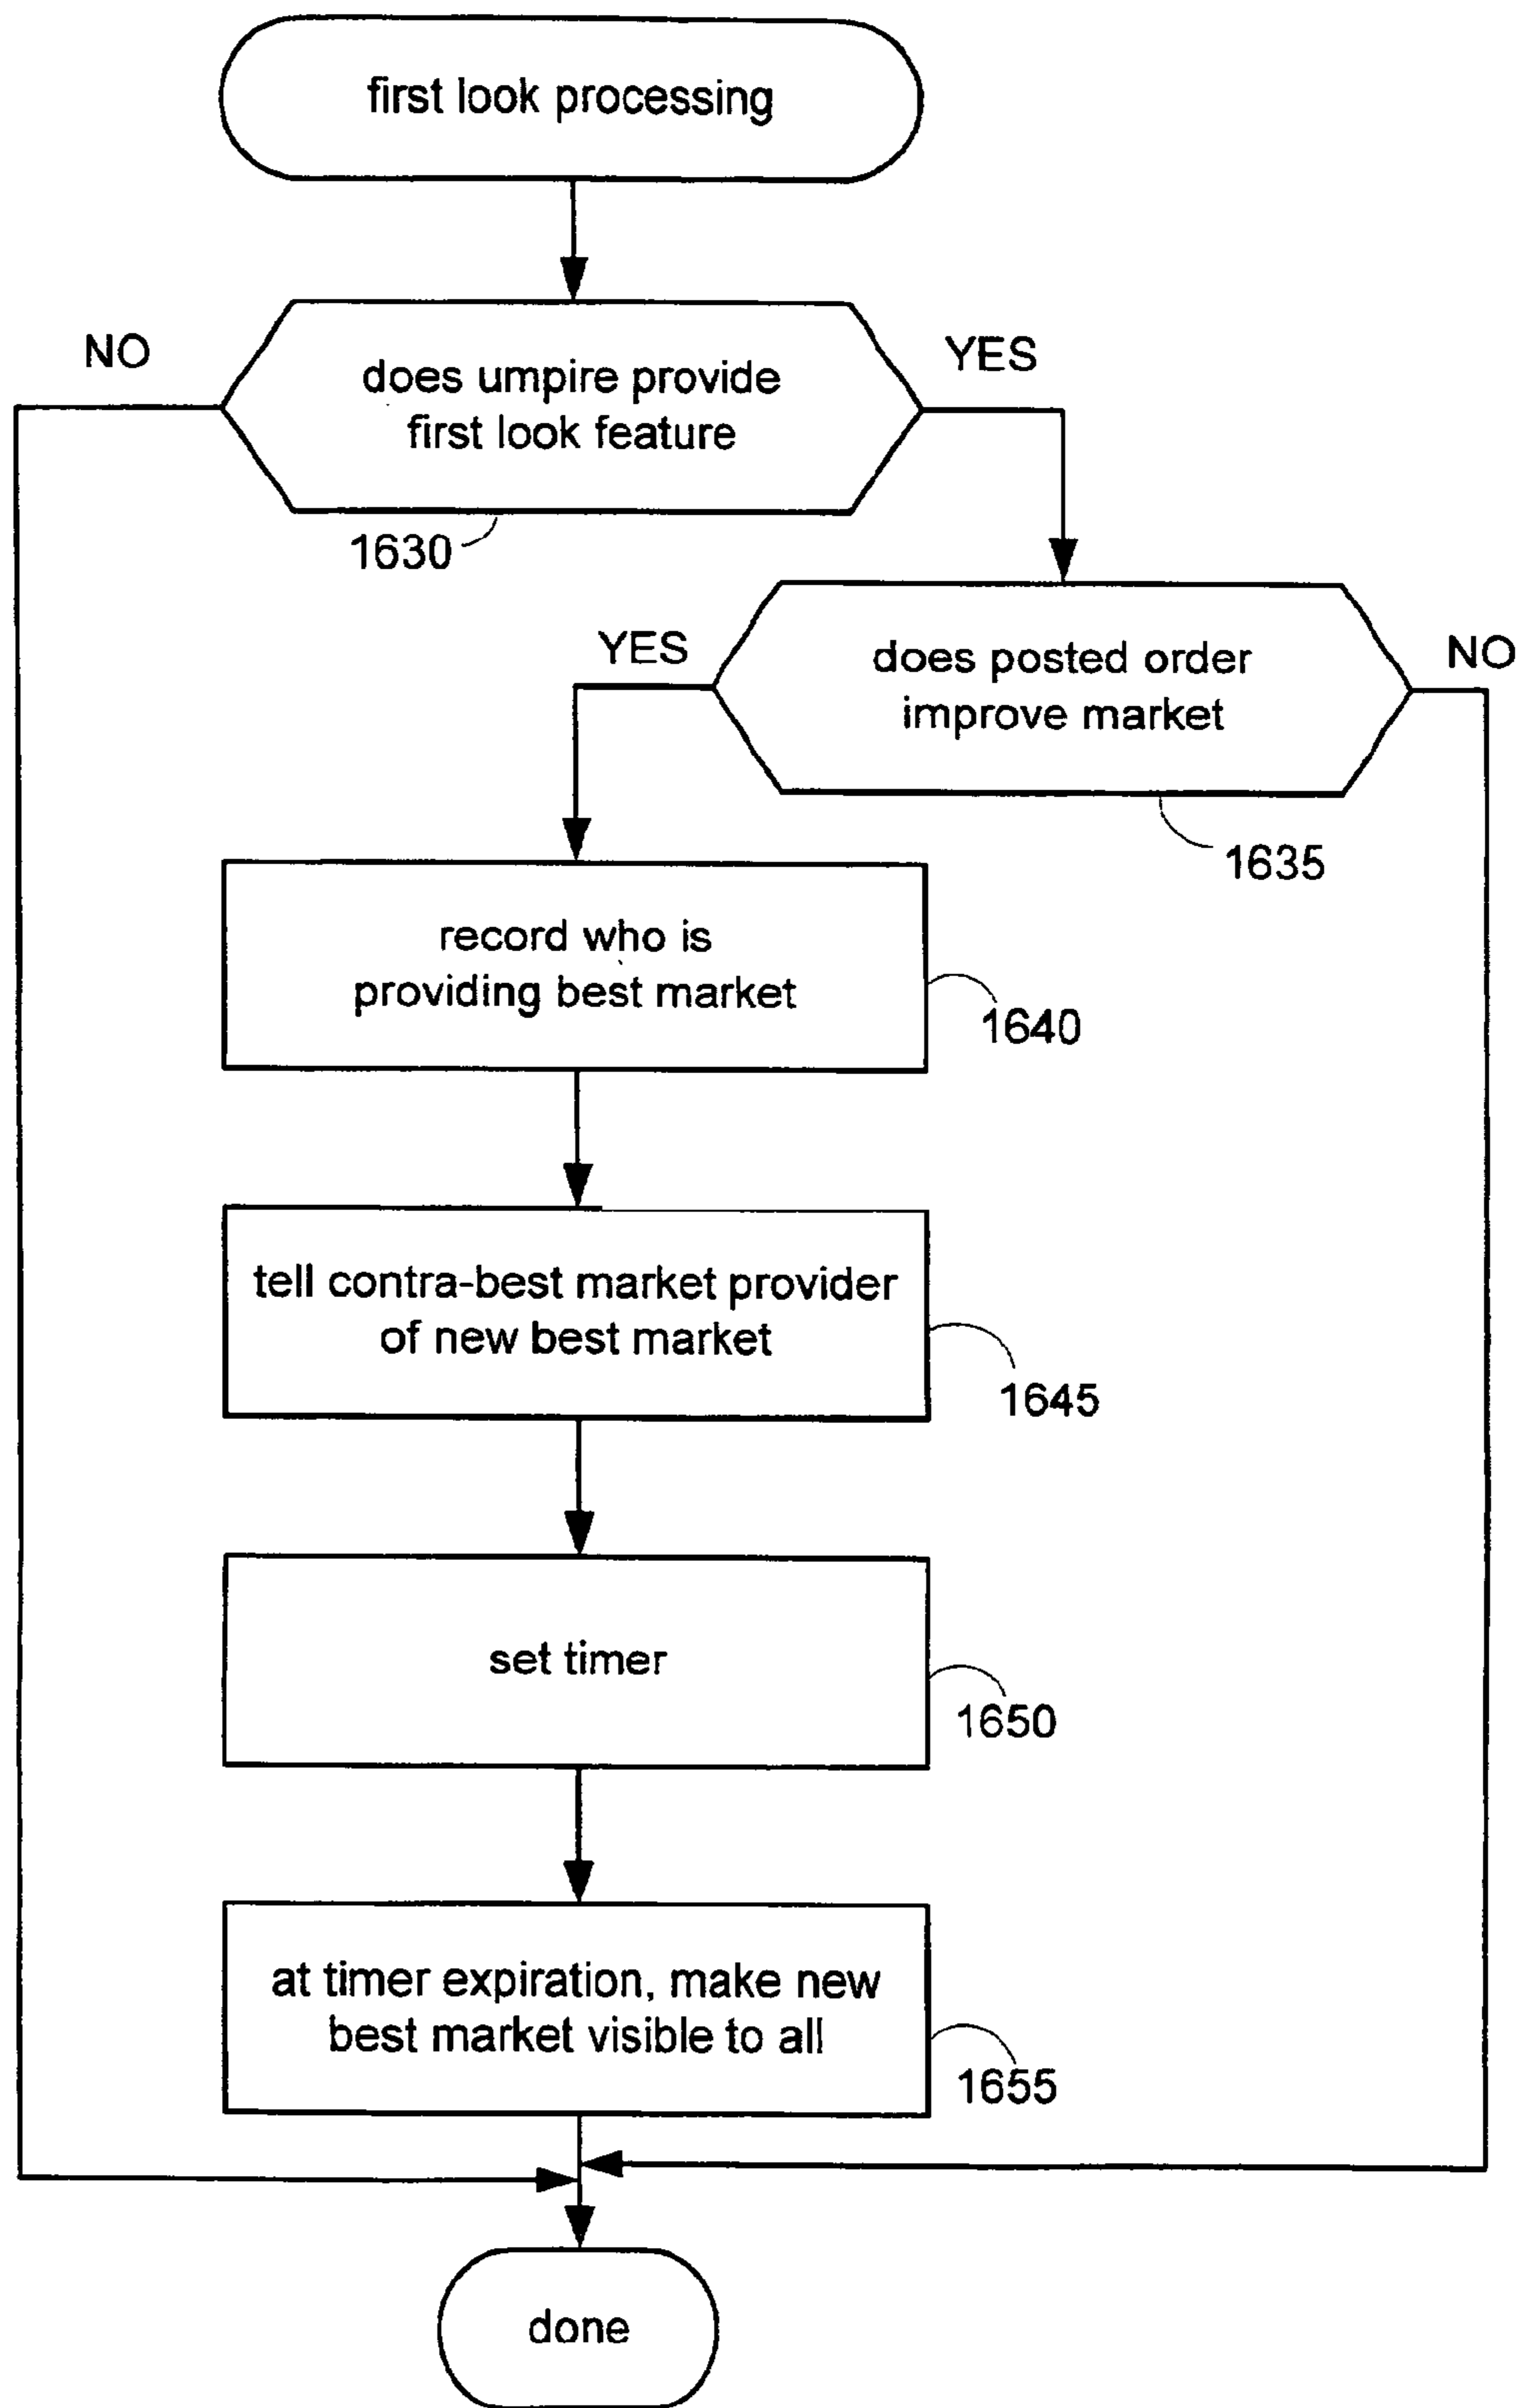 first look processing
NO
YES
does umpire provide
first look feature
1630
YES
NO
does posted order
improve market
1635
record who is
providing best market
1640
tell contra-best market provider
of new best market
1645
set timer
1650
at timer expiration, make new
best market visible to all
1655
done